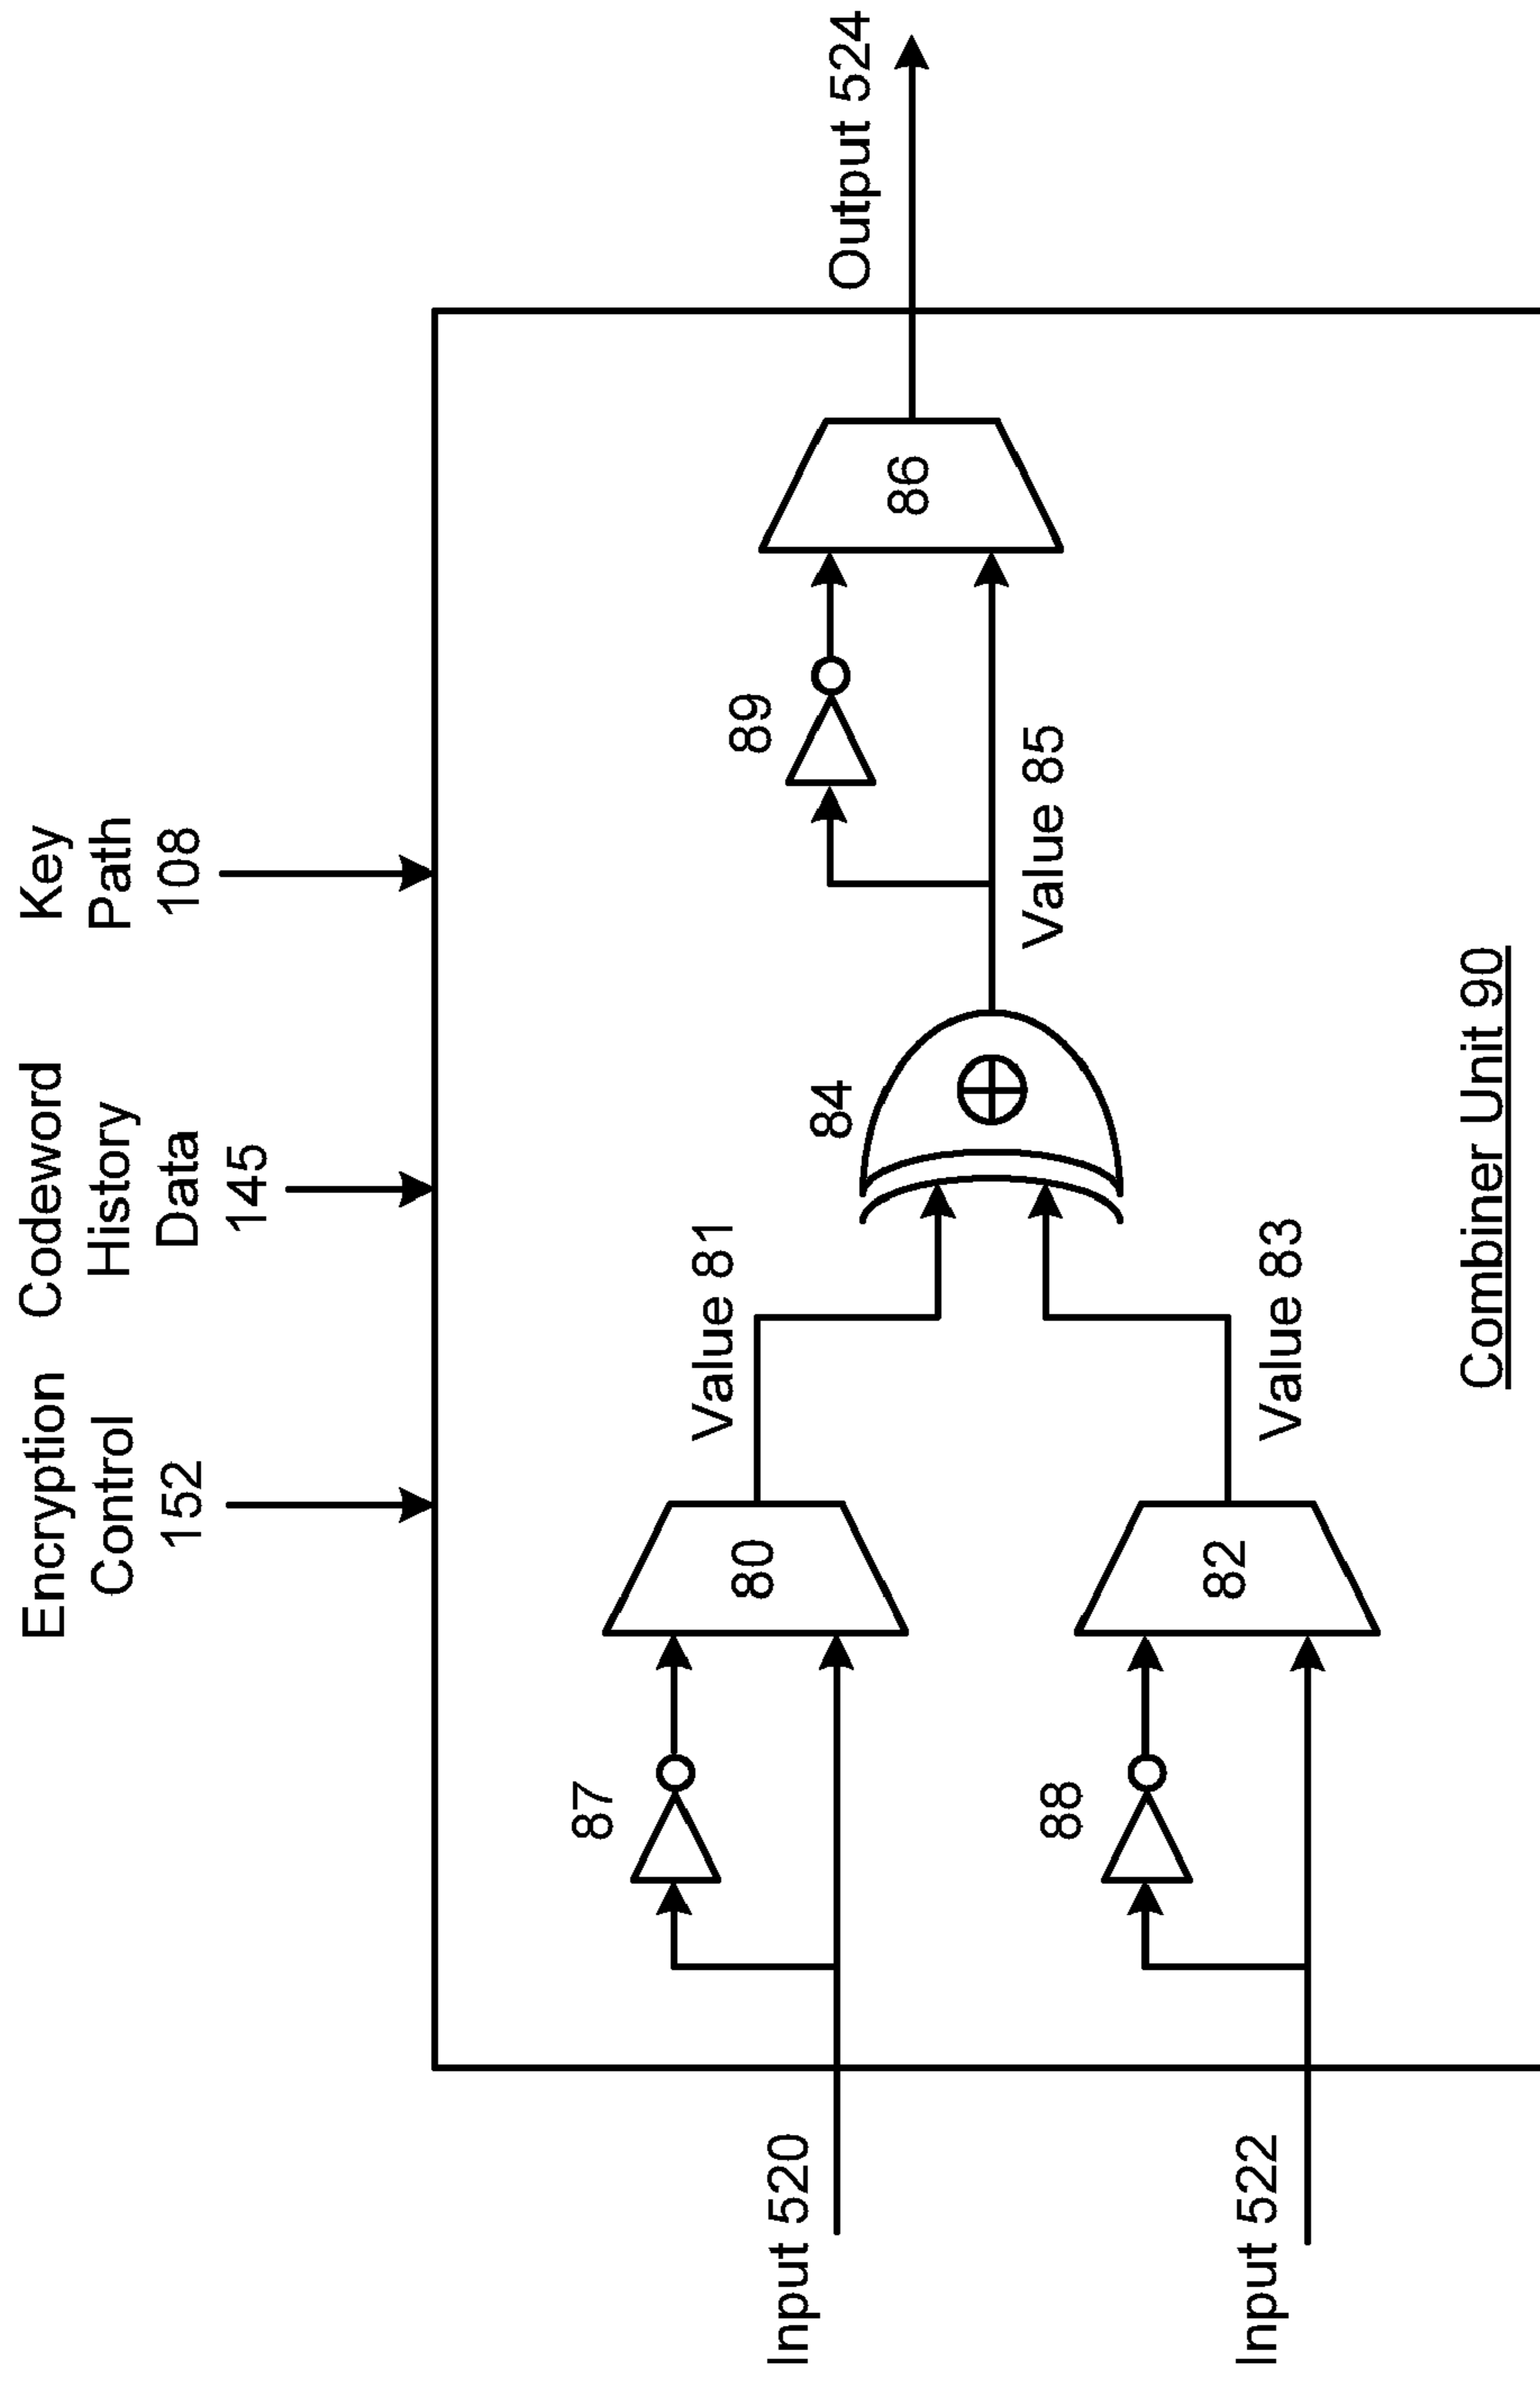 Encryption
Control
152
Codeword
History
Data
145
Key
Path
108
Input 520
87
80
Value 81
Input 522
88
82
Value 83
84
Value 85
89
86
Output 524
Combiner Unit 90